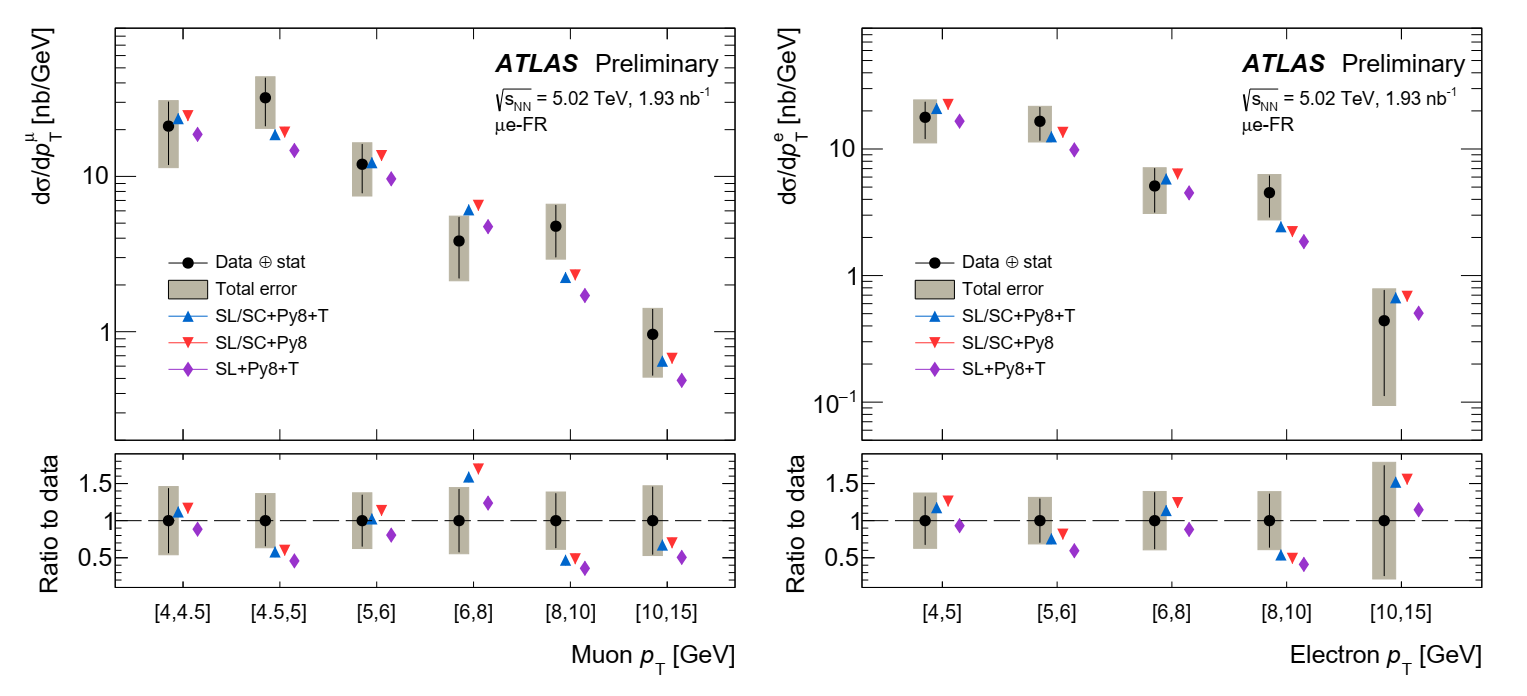 dσ/dp_T^μ [nb/GeV]
10
1
ATLAS Preliminary
√s_NN = 5.02 TeV, 1.93 nb⁻¹
μe-FR
Data ⊕ stat
Total error
SL/SC+Py8+T
SL/SC+Py8
SL+Py8+T
Ratio to data
1.5
1
0.5
[4,4.5] [4.5,5] [5,6] [6,8] [8,10] [10,15]
Muon p_T [GeV]
dσ/dp_T^e [nb/GeV]
10
1
10⁻¹
ATLAS Preliminary
√s_NN = 5.02 TeV, 1.93 nb⁻¹
μe-FR
Data ⊕ stat
Total error
SL/SC+Py8+T
SL/SC+Py8
SL+Py8+T
Ratio to data
1.5
1
0.5
[4,5] [5,6] [6,8] [8,10] [10,15]
Electron p_T [GeV]